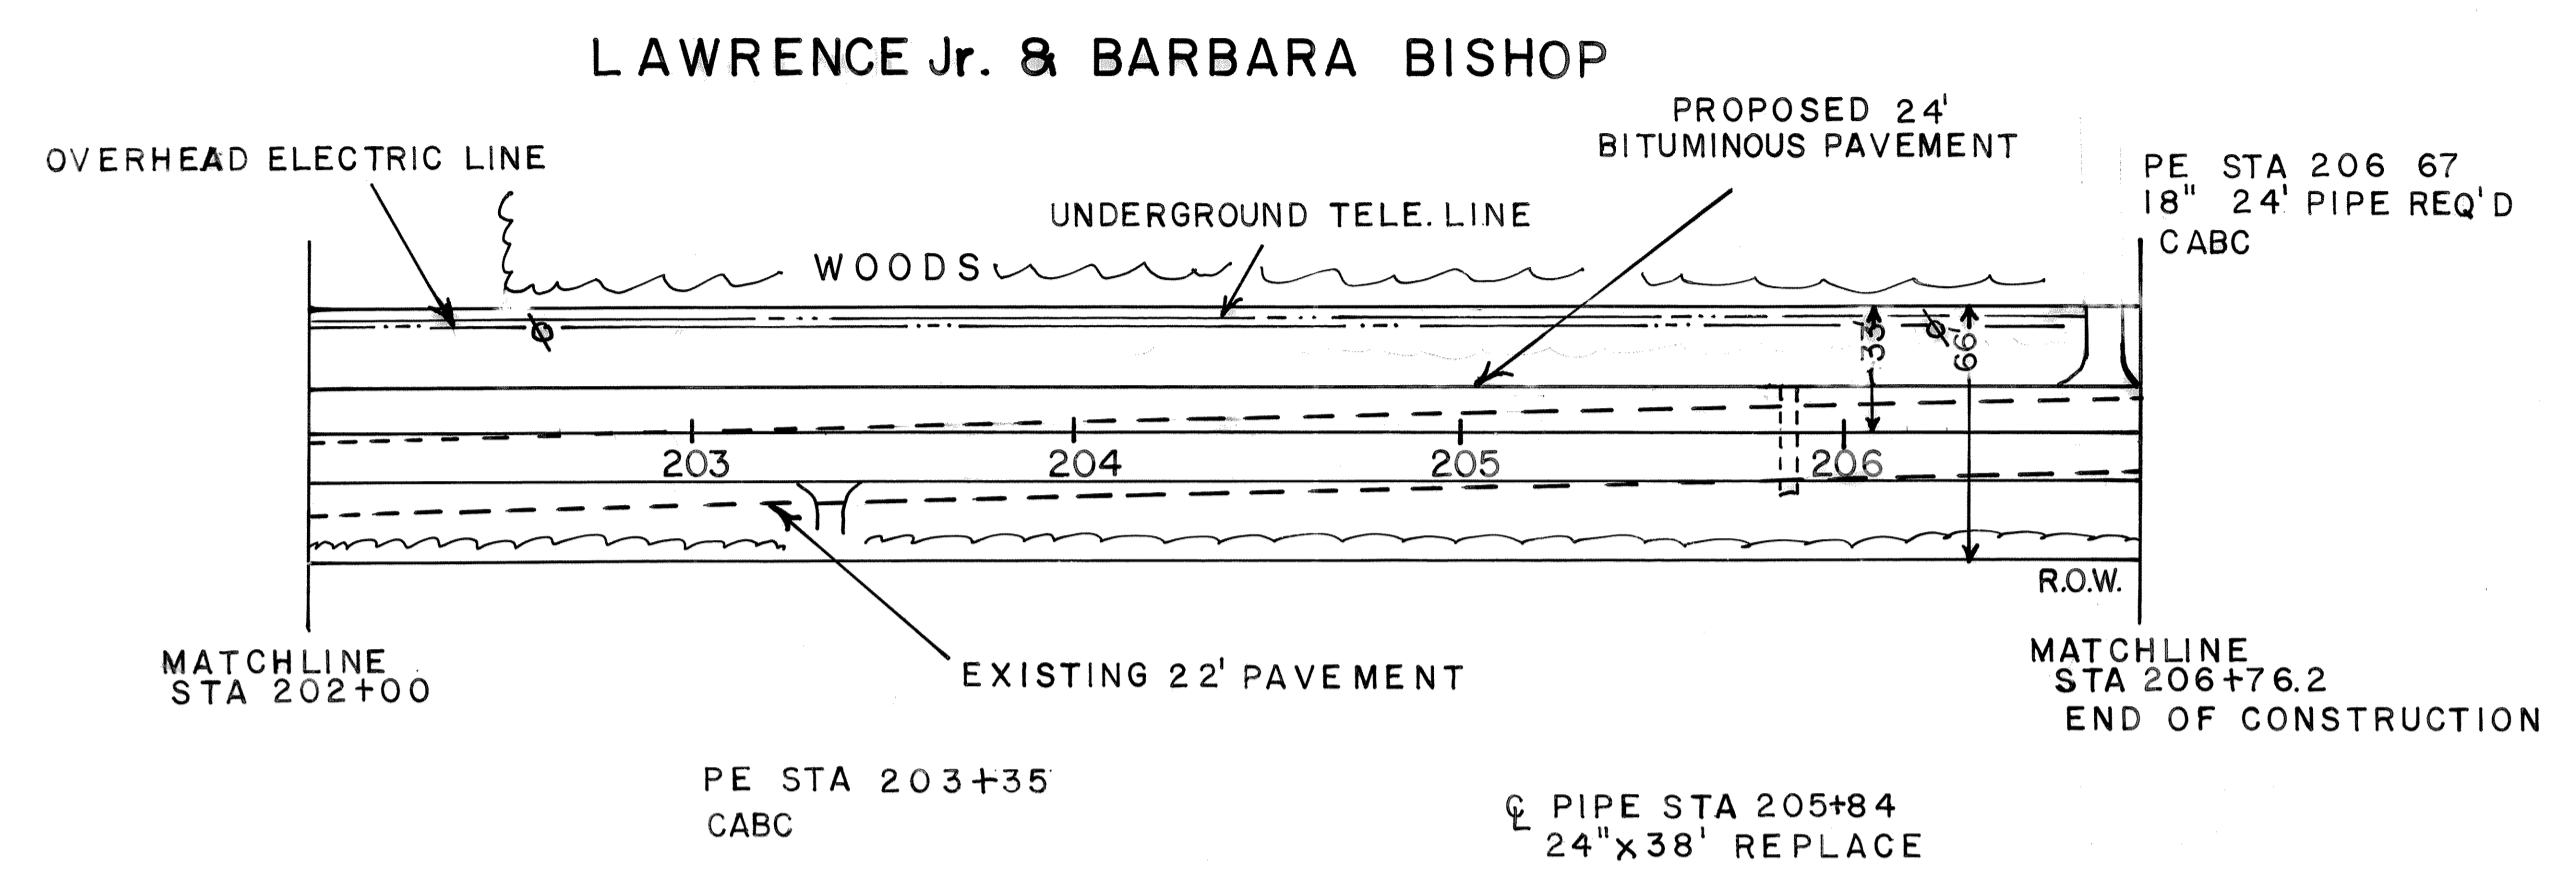 LAWRENCE Jr. & BARBARA BISHOP
PROPOSED 24'
BITUMINOUS PAVEMENT
OVERHEAD ELECTRIC LINE
PE STA 206 67
18" 24' PIPE REQ'D
CABC
UNDERGROUND TELE. LINE
WOODS
33'
66'
203
204
205
206
R.O.W.
MATCHLINE
STA 202+00
EXISTING 22' PAVEMENT
MATCHLINE
STA 206+76.2
END OF CONSTRUCTION
PE STA 203+35
CABC
℄ PIPE STA 205+84
24"x38' REPLACE